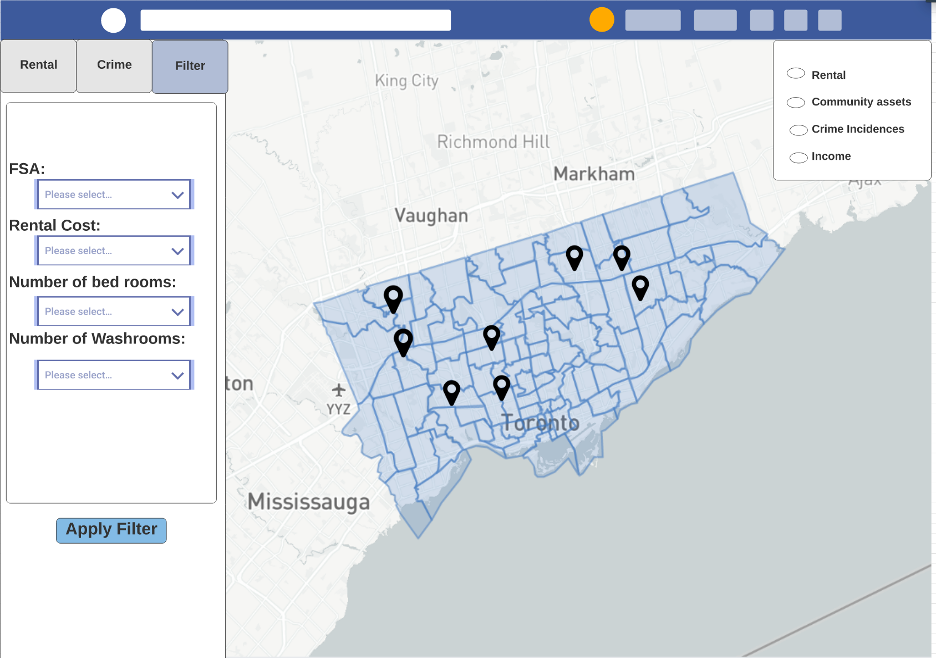 Rental
Crime
Filter
FSA:
Please select...
Rental Cost:
Please select...
Number of bed rooms:
Please select...
Number of Washrooms:
Please select...
Apply Filter
King City
Richmond Hill
Markham
Vaughan
Ajax
ton
YYZ
Toronto
Mississauga
Rental
Community assets
Crime Incidences
Income